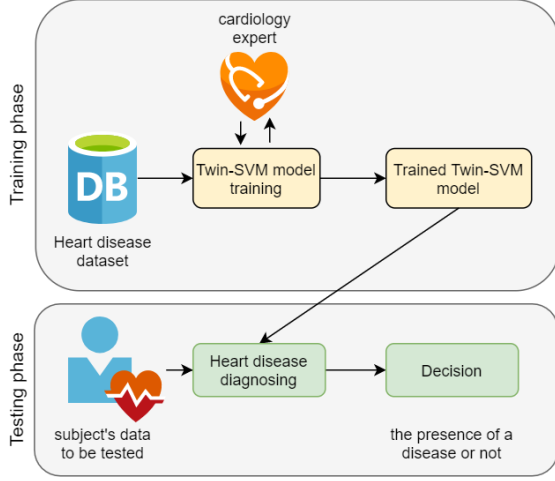 Training phase
cardiology
expert
DB
Twin-SVM model
training
Trained Twin-SVM
model
Heart disease
dataset
Testing phase
Heart disease
diagnosing
Decision
subject's data
to be tested
the presence of a
disease or not